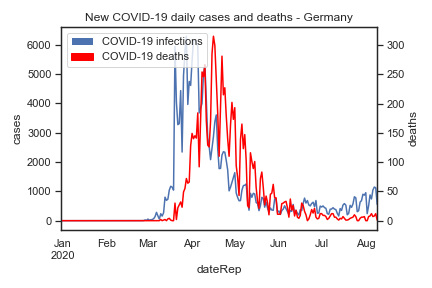 New COVID-19 daily cases and deaths - Germany
COVID-19 infections
COVID-19 deaths
6000
5000
4000
3000
2000
1000
0
cases
300
250
200
150
100
50
0
deaths
Jan Feb Mar Apr May Jun Jul Aug
2020
dateRep